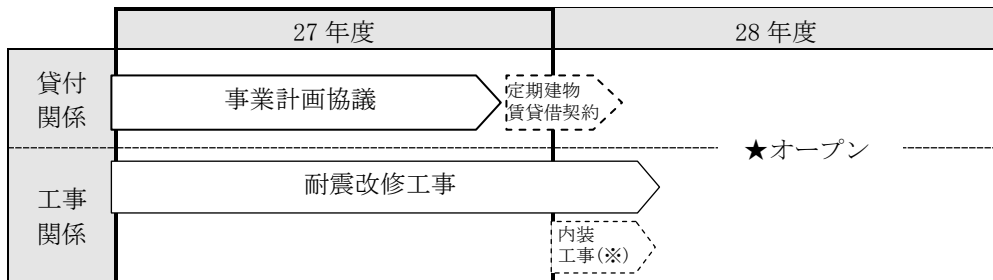 27 年度
28 年度
貸付
関係
事業計画協議
定期建物
賃貸借契約
★オープン
工事
関係
耐震改修工事
内装
工事(※)